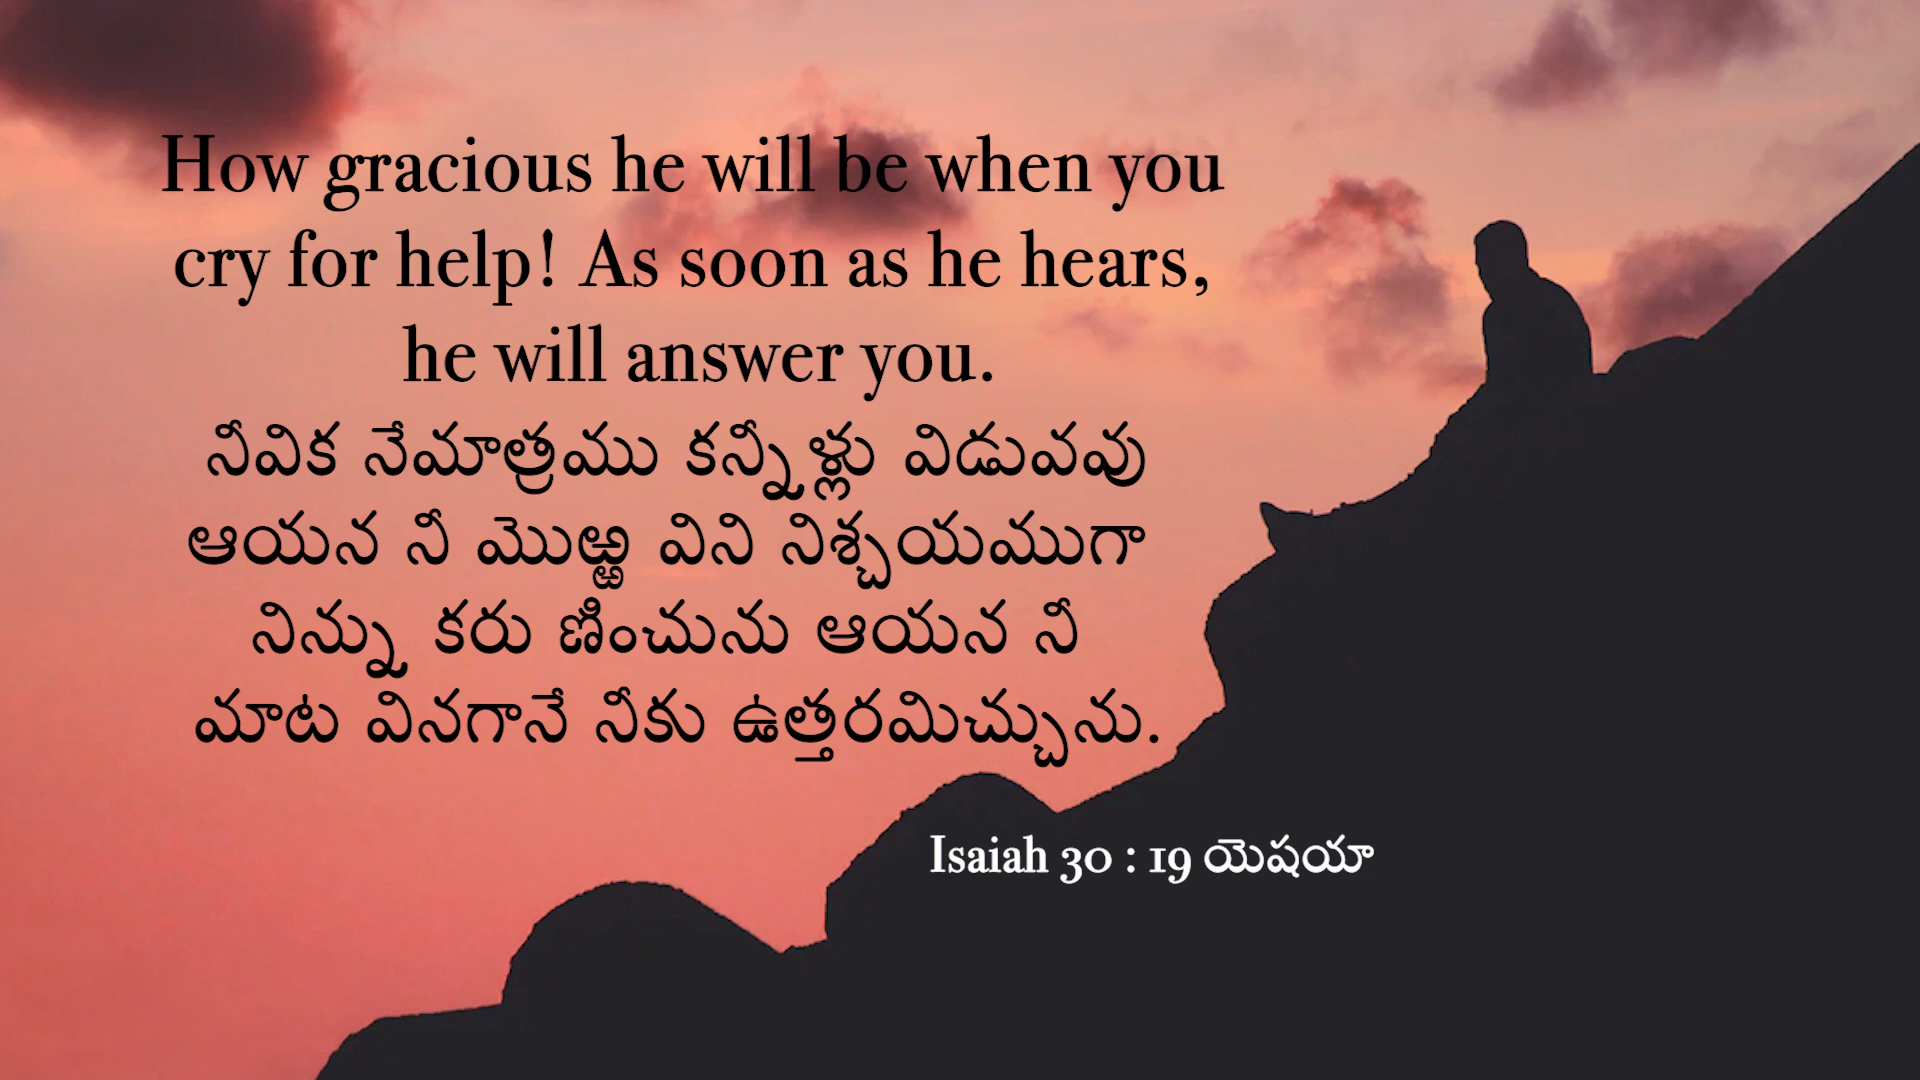 How gracious he will be when you
cry for help! As soon as he hears,
he will answer you.
నీవిక నేమాత్రము కన్నీళ్లు విడువవు
ఆయన నీ మొఱ్ఱ విని నిశ్చయముగా
నిన్ను కరు ణించును ఆయన నీ
మాట వినగానే నీకు ఉత్తరమిచ్చును.
Isaiah 30 : 19 యెషయా